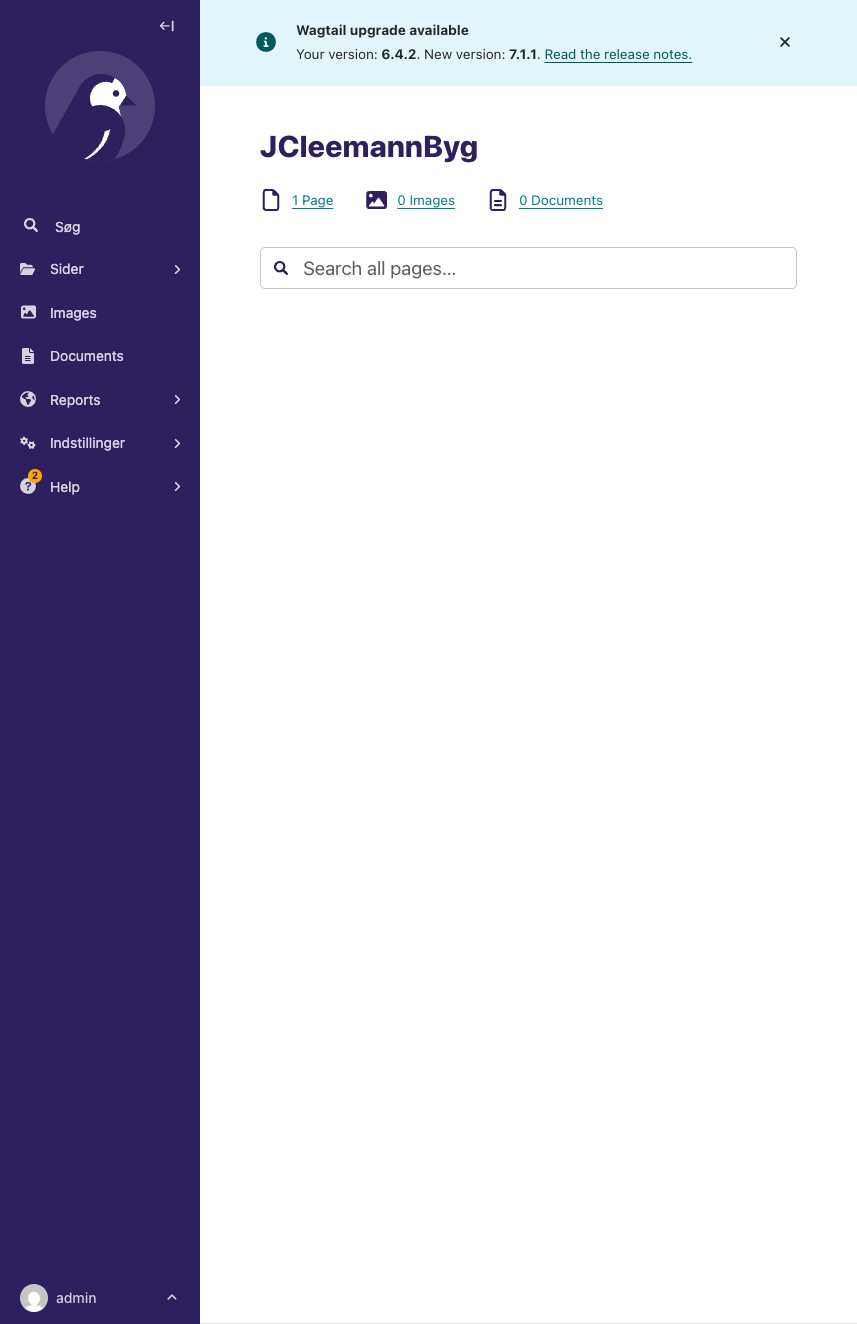 Wagtail upgrade available
Your version: 6.4.2. New version: 7.1.1. Read the release notes.
JCleemannByg
1 Page
0 Images
0 Documents
Search all pages…
Søg
Sider
Images
Documents
Reports
Indstillinger
2
Help
admin